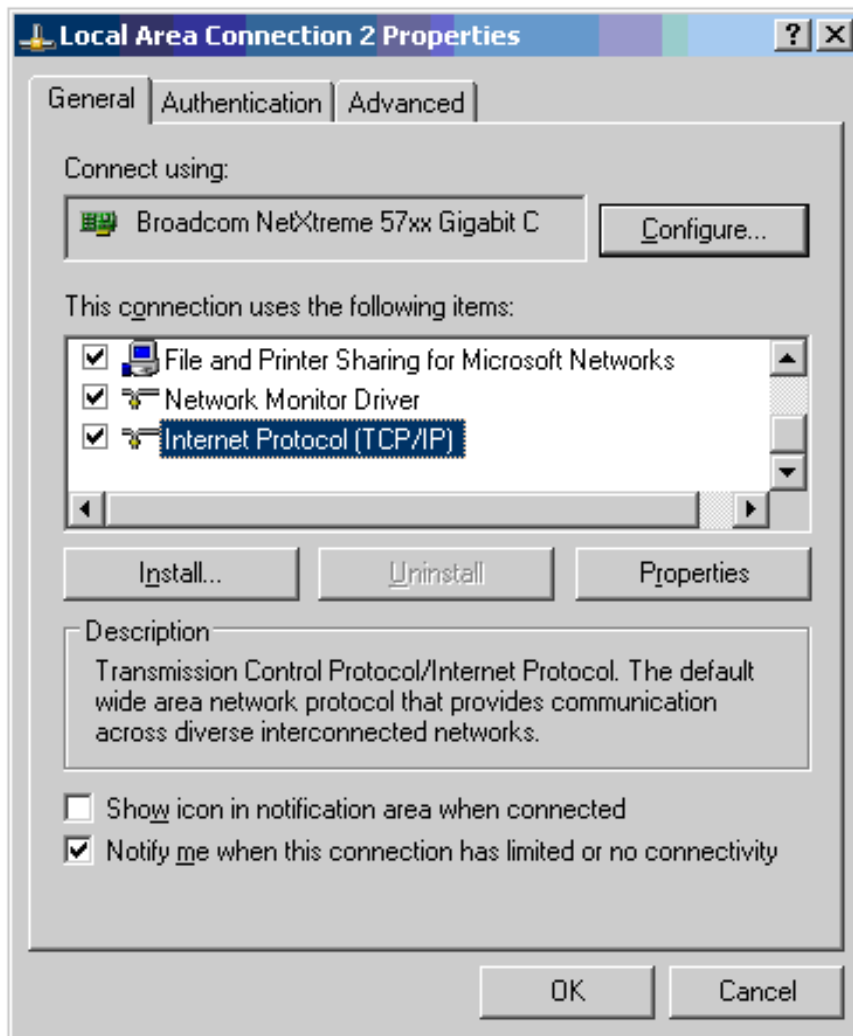 Local Area Connection 2 Properties
General
Authentication
Advanced
Connect using:
Broadcom NetXtreme 57xx Gigabit C
Configure...
This connection uses the following items:
File and Printer Sharing for Microsoft Networks
Network Monitor Driver
Internet Protocol (TCP/IP)
Install...
Uninstall
Properties
Description
Transmission Control Protocol/Internet Protocol. The default
wide area network protocol that provides communication
across diverse interconnected networks.
Show icon in notification area when connected
Notify me when this connection has limited or no connectivity
OK
Cancel